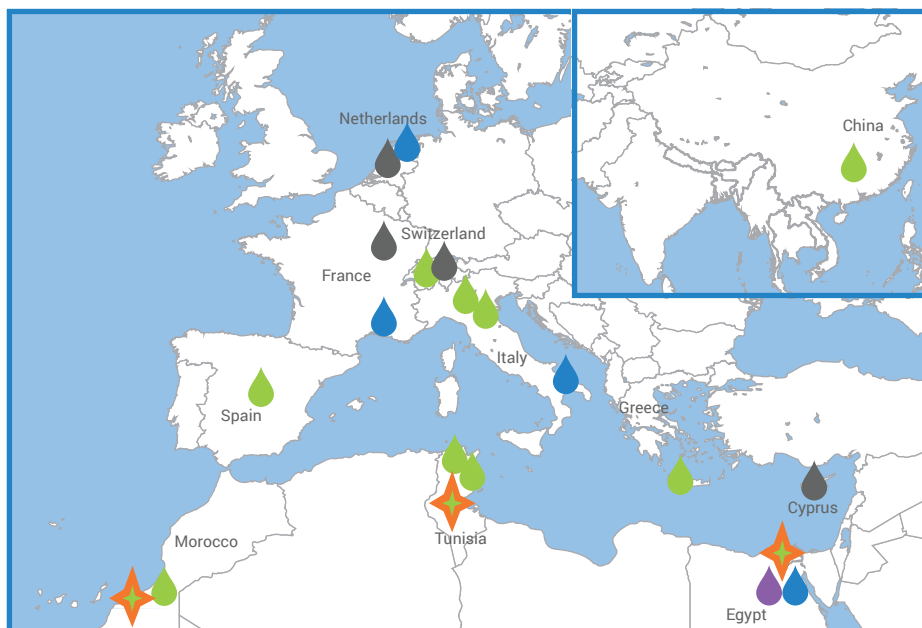 Netherlands
China
Switzerland
France
Italy
Spain
Greece
Cyprus
Tunisia
Morocco
Egypt